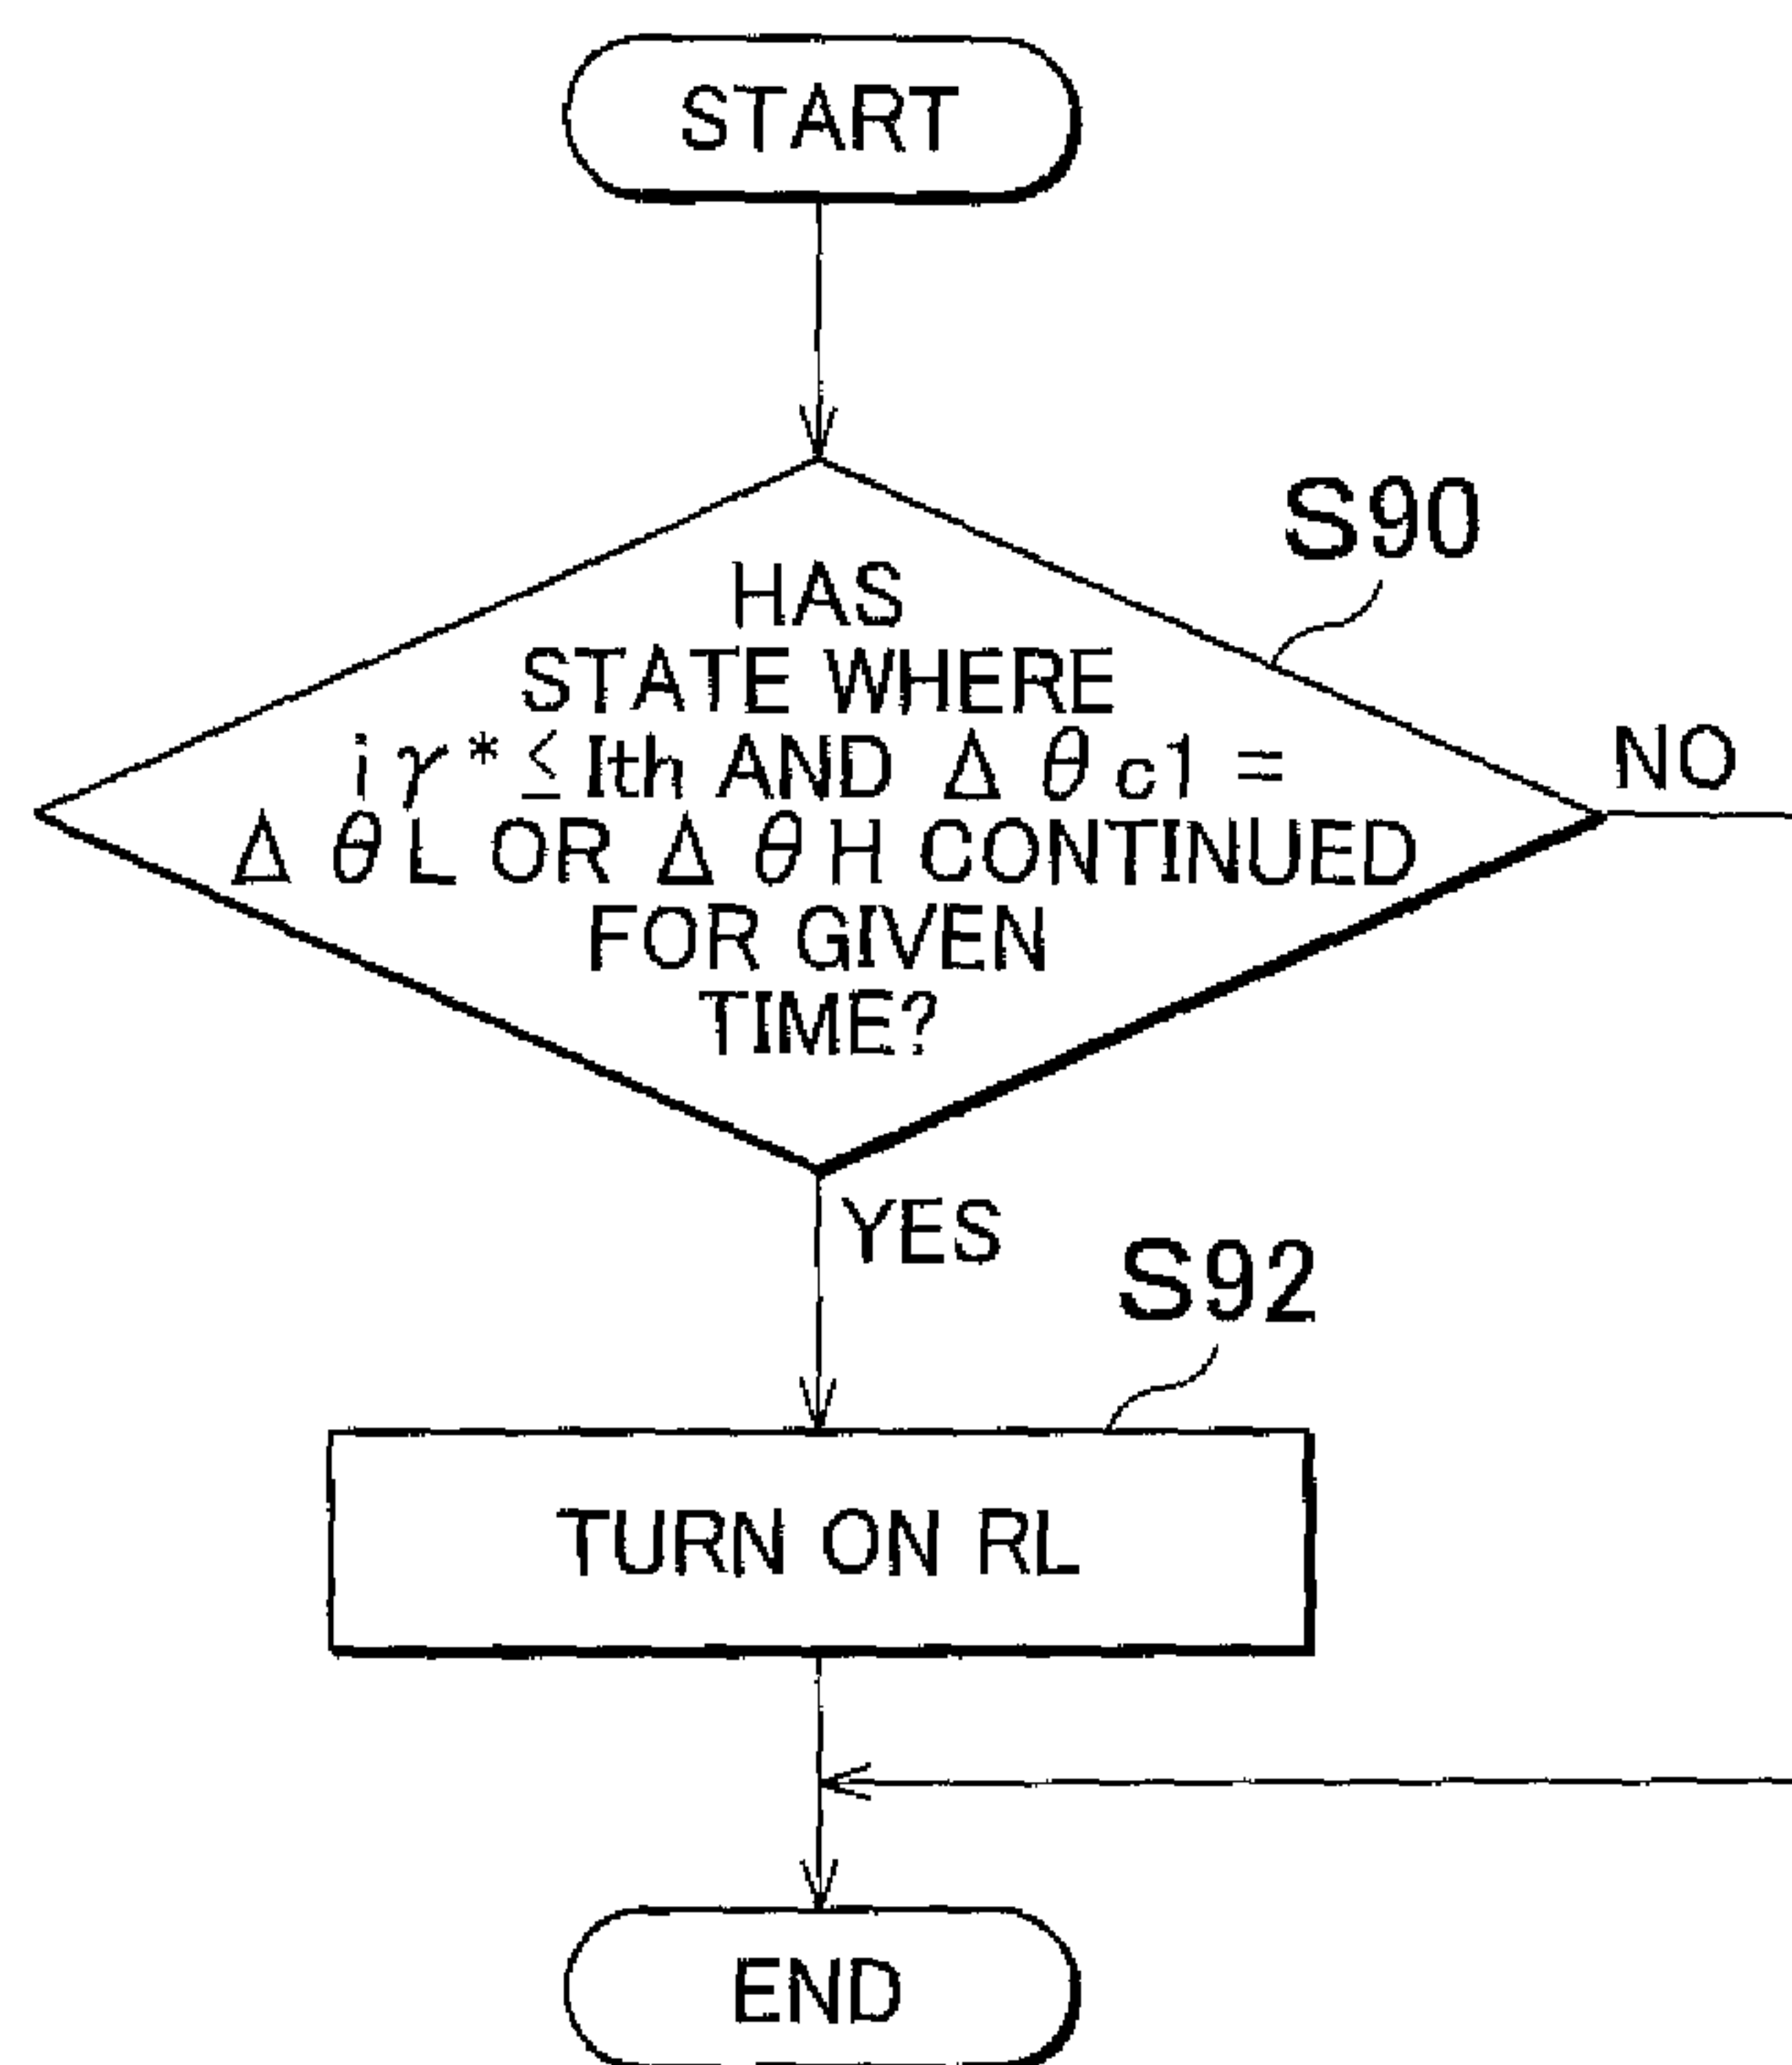 START
S90
HAS
STATE WHERE
iγ* ≤ Ith AND Δθc1 =
ΔθL OR ΔθH CONTINUED
FOR GIVEN
TIME?
NO
YES
S92
TURN ON RL
END